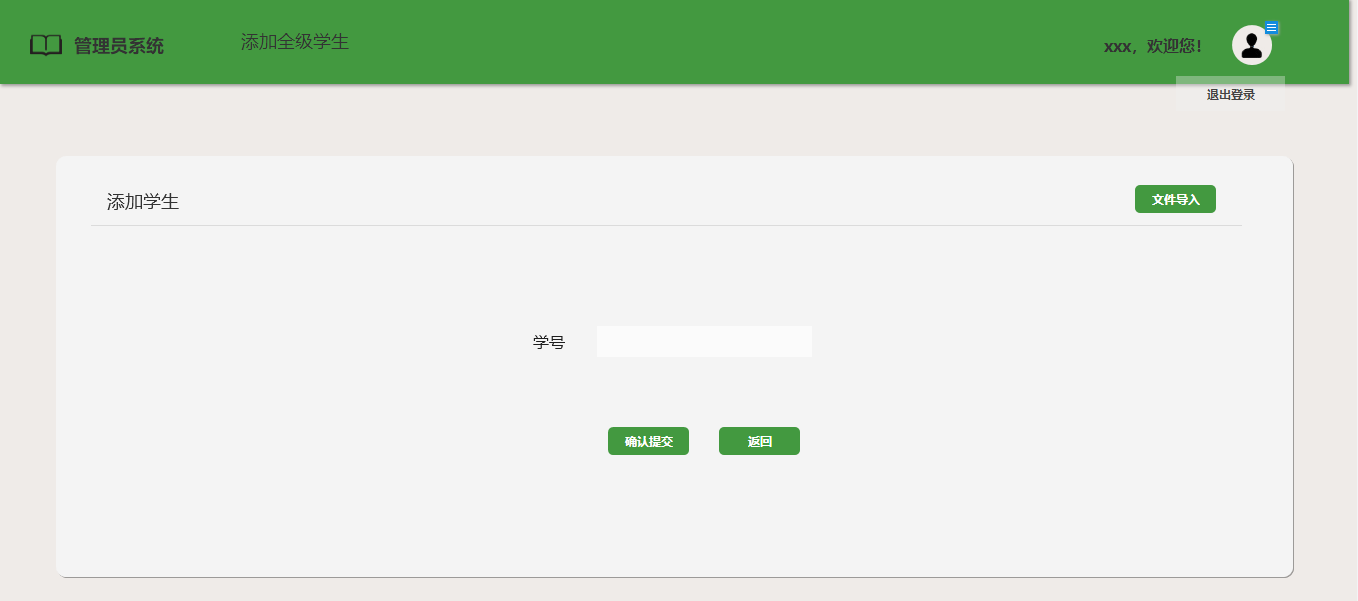 管理员系统
添加全级学生
xxx，欢迎您！
退出登录
添加学生
文件导入
学号
确认提交
返回